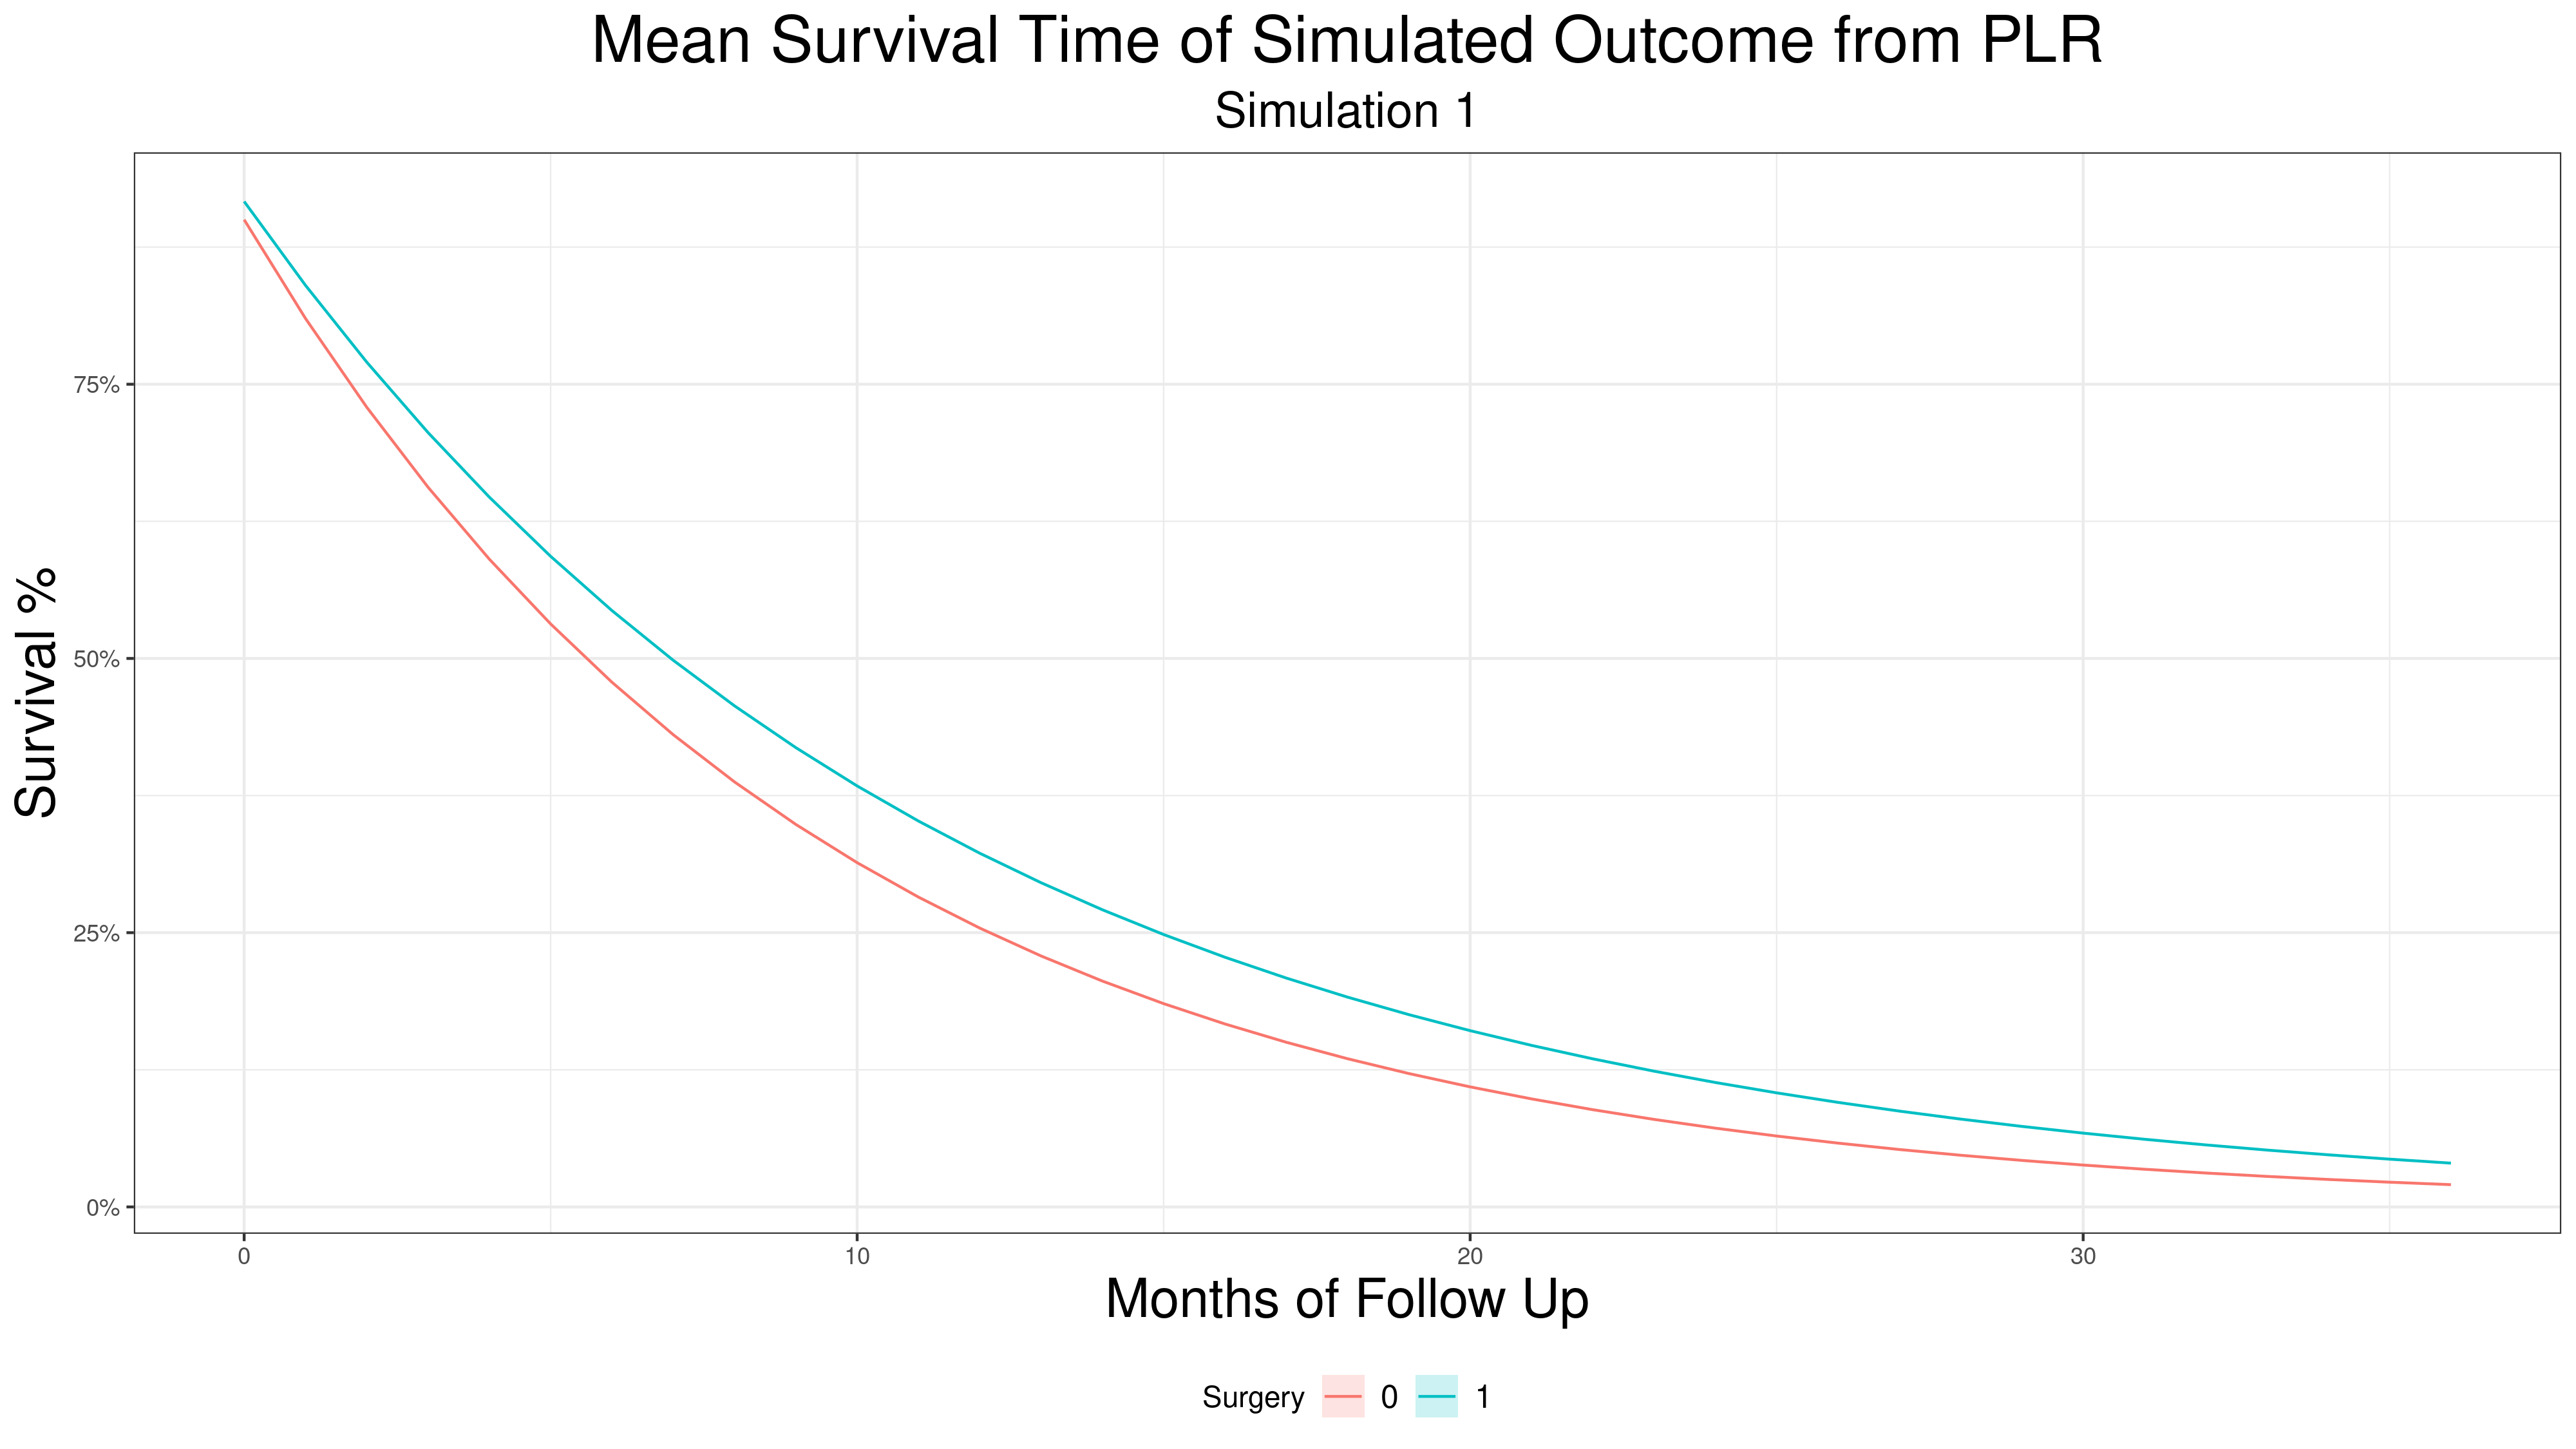 Mean Survival Time of Simulated Outcome from PLR
Simulation 1
Survival %
75%
50%
25%
0%
0 10 20 30
Months of Follow Up
Surgery 0 1